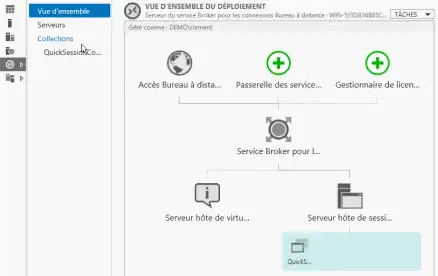 Vue d'ensemble
Serveurs
Collections
QuickSessionCo...
VUE D'ENSEMBLE DU DÉPLOIEMENT
Serveur du service Broker pour les connexions Bureau à distance : 
TÂCHES
Géré comme : DEMO\clement
Accès Bureau à dista...
Passerelle des service...
Gestionnaire de licen...
Service Broker pour l...
Serveur hôte de virtu...
Serveur hôte de sessi...
QuickS...